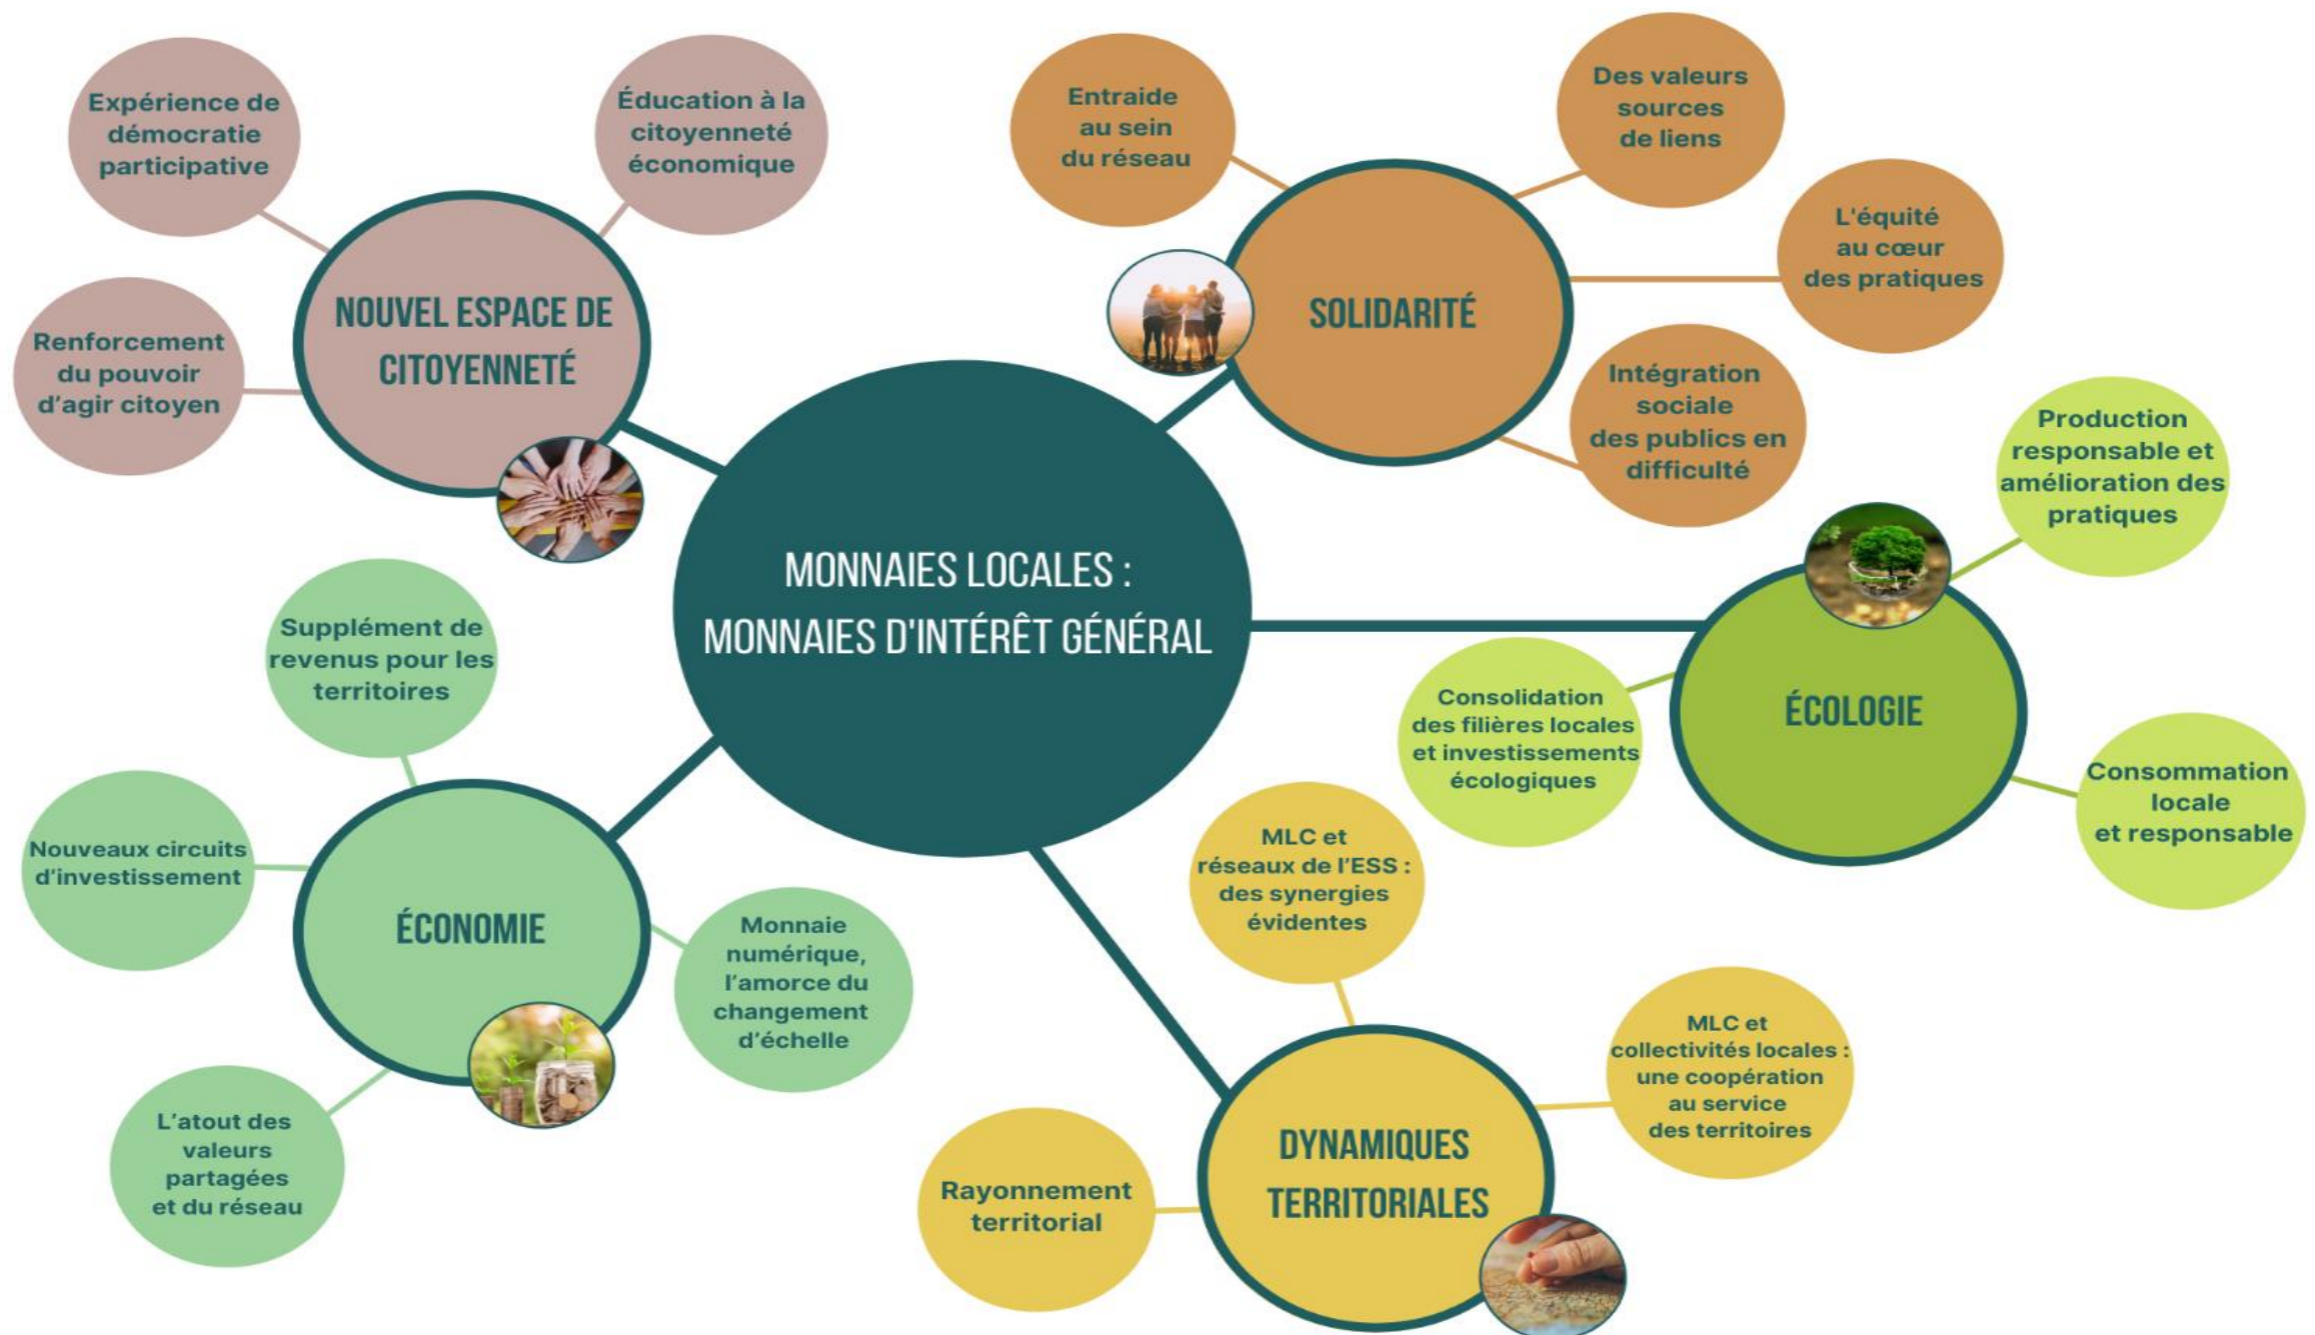 Expérience de
démocratie
participative
Éducation à la
citoyenneté
économique
Renforcement
du pouvoir
d’agir citoyen
NOUVEL ESPACE DE
CITOYENNETÉ
Entraide
au sein
du réseau
Des valeurs
sources
de liens
L'équité
au cœur
des pratiques
SOLIDARITÉ
Intégration
sociale
des publics en
difficulté
MONNAIES LOCALES :
MONNAIES D'INTÉRÊT GÉNÉRAL
Production
responsable et
amélioration des
pratiques
Consolidation
des filières locales
et investissements
écologiques
ÉCOLOGIE
Consommation
locale
et responsable
Supplément de
revenus pour les
territoires
Nouveaux circuits
d’investissement
ÉCONOMIE
Monnaie
numérique,
l’amorce du
changement
d’échelle
L’atout des
valeurs
partagées
et du réseau
MLC et
réseaux de l’ESS :
des synergies
évidentes
MLC et
collectivités locales :
une coopération
au service
des territoires
DYNAMIQUES
TERRITORIALES
Rayonnement
territorial